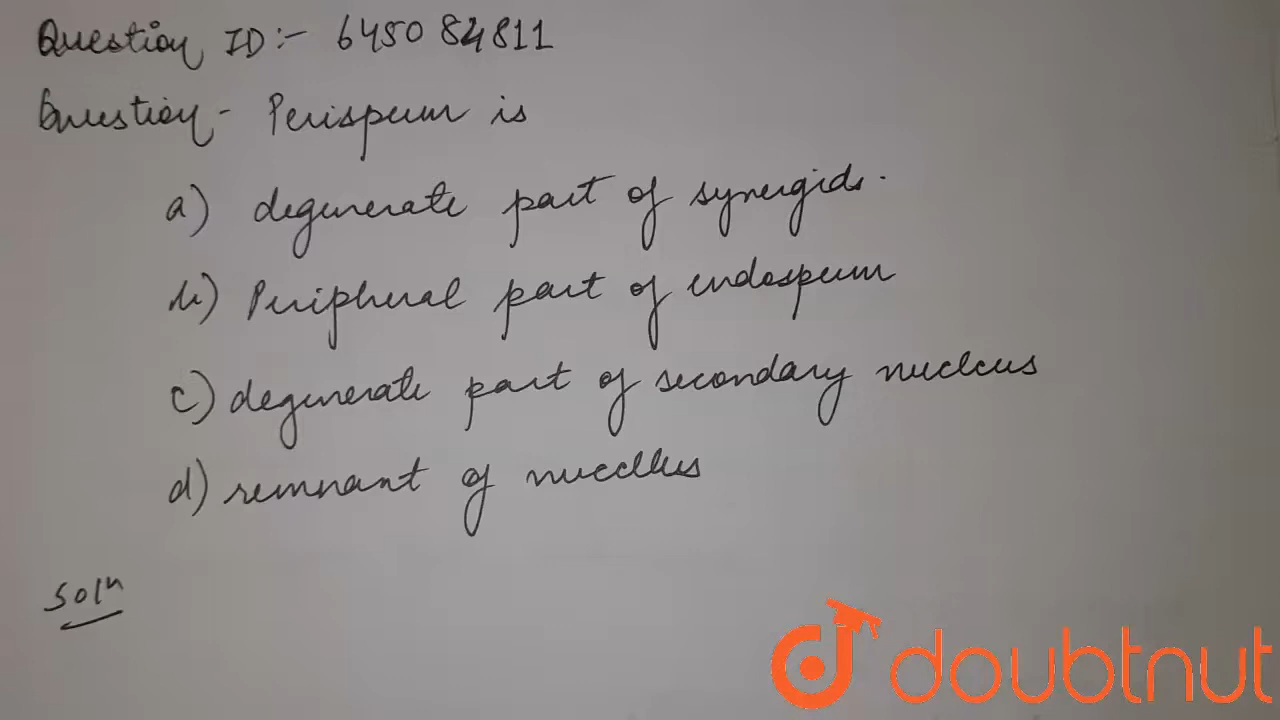 Question ID:- 645084811
Question - Perisperm is
a) degenerate part of synergids.
b) Peripheral part of endosperm
c) degenerate part of secondary nucleus
d) remnant of nucellus
Solⁿ
doubtnut